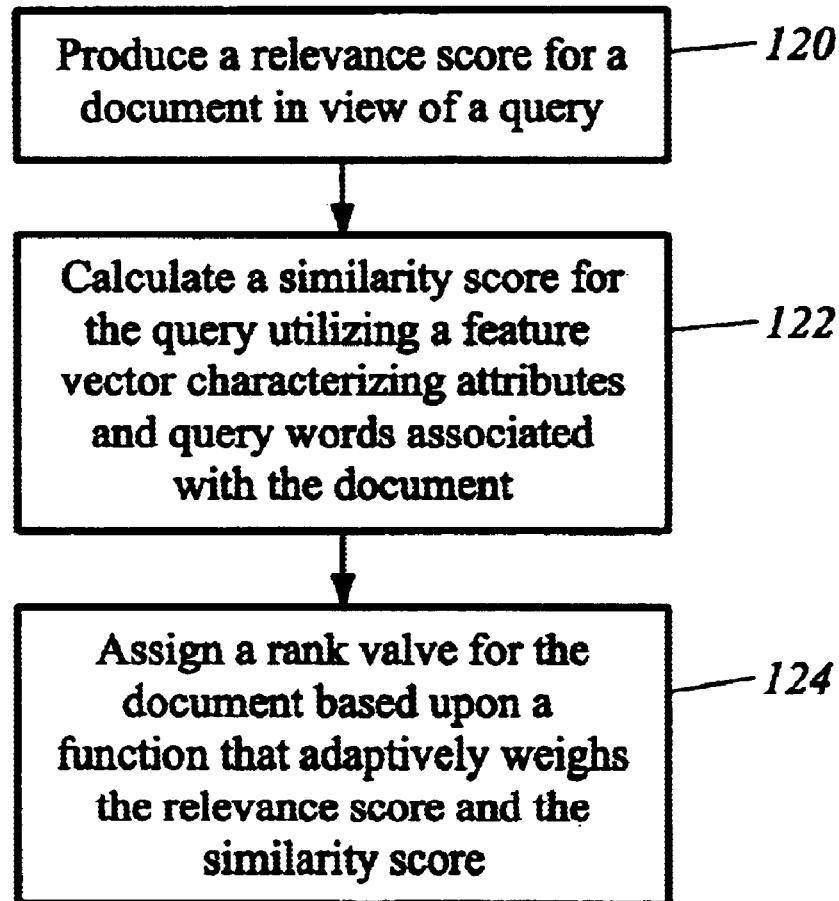 Produce a relevance score for a
document in view of a query
120
Calculate a similarity score for
the query utilizing a feature
vector characterizing attributes
and query words associated
with the document
122
Assign a rank valve for the
document based upon a
function that adaptively weighs
the relevance score and the
similarity score
124